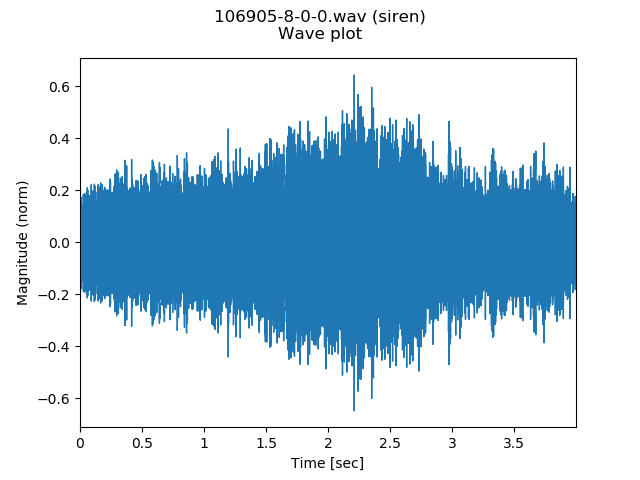 106905-8-0-0.wav (siren)
Wave plot
0.6
0.4
0.2
0.0
−0.2
−0.4
−0.6
Magnitude (norm)
0 0.5 1 1.5 2 2.5 3 3.5
Time [sec]